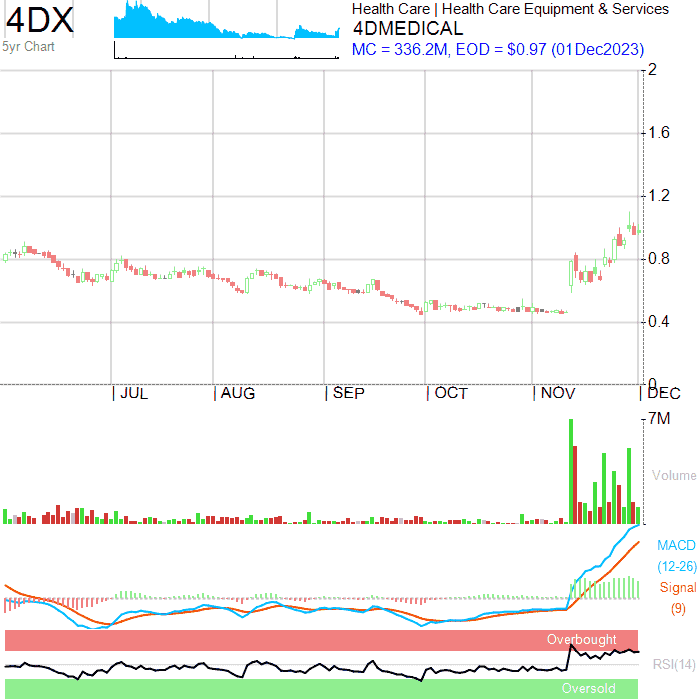 4DX
5yr Chart
Health Care | Health Care Equipment & Services
4DMEDICAL
MC = 336.2M, EOD = $0.97 (01Dec2023)
2
1.6
1.2
0.8
0.4
0
JUL
AUG
SEP
OCT
NOV
DEC
7M
Volume
MACD
(12-26)
Signal
(9)
Overbought
RSI(14)
Oversold